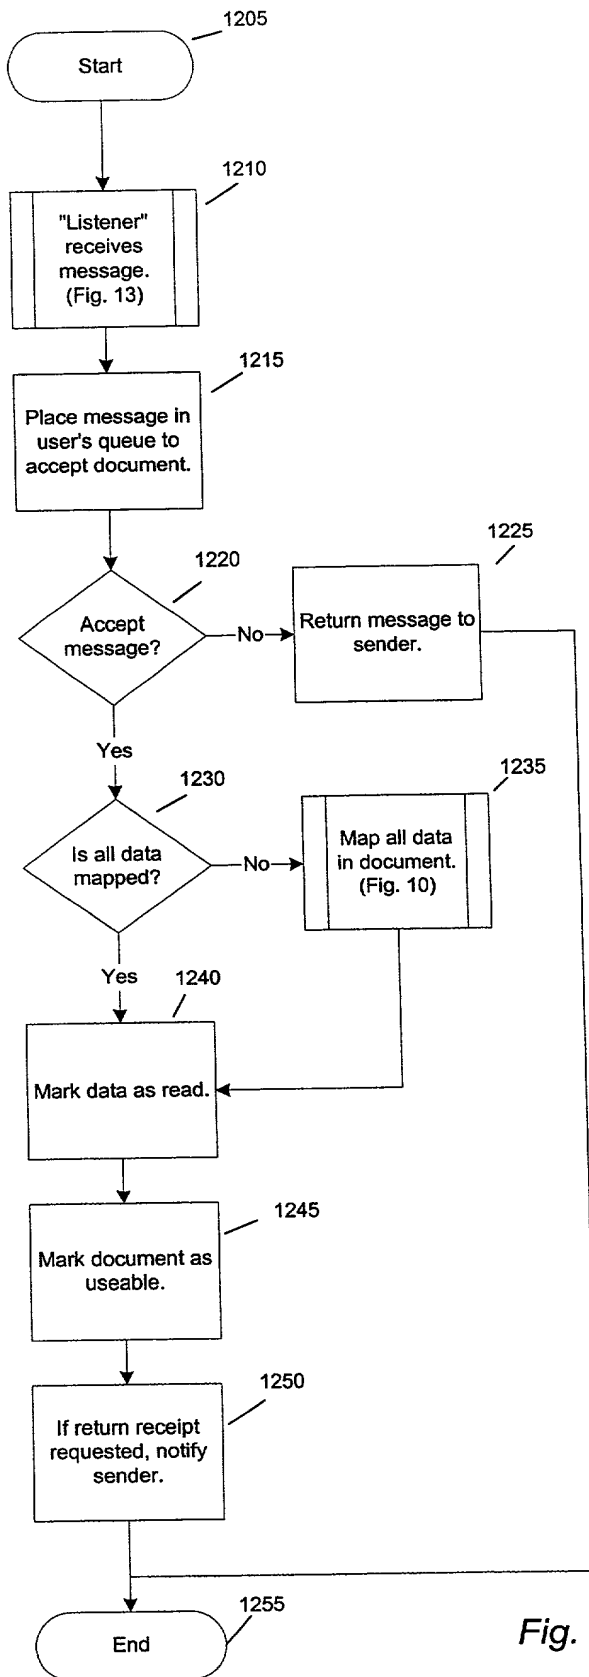 1205
Start
1210
"Listener"
receives
message.
(Fig. 13)
1215
Place message in
user's queue to
accept document.
1220
1225
Accept
message?
No
Return message to
sender.
Yes
1230
1235
Is all data
mapped?
No
Map all data
in document.
(Fig. 10)
Yes
1240
Mark data as read.
1245
Mark document as
useable.
1250
If return receipt
requested, notify
sender.
1255
End
Fig.